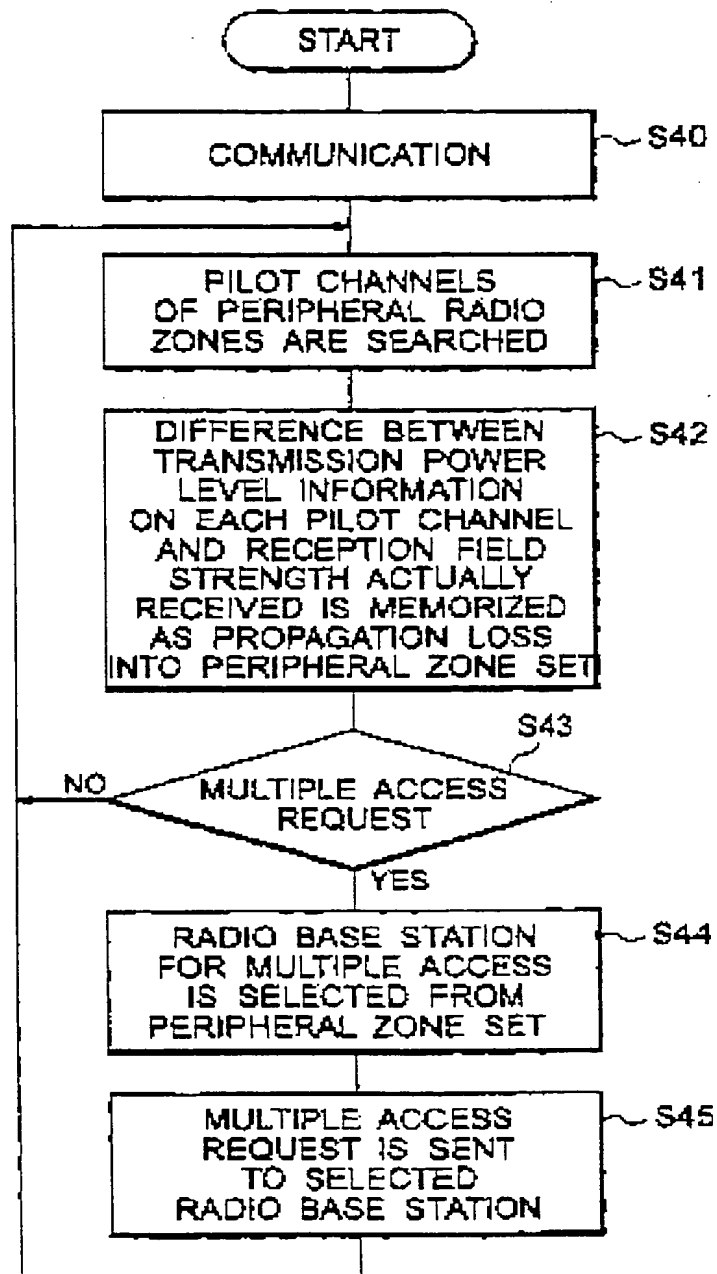 START
COMMUNICATION
S40
PILOT CHANNELS
OF PERIPHERAL RADIO
ZONES ARE SEARCHED
S41
DIFFERENCE BETWEEN
TRANSMISSION POWER
LEVEL INFORMATION
ON EACH PILOT CHANNEL
AND RECEPTION FIELD
STRENGTH ACTUALLY
RECEIVED IS MEMORIZED
AS PROPAGATION LOSS
INTO PERIPHERAL ZONE SET
S42
S43
NO
MULTIPLE ACCESS
REQUEST
YES
RADIO BASE STATION
FOR MULTIPLE ACCESS
IS SELECTED FROM
PERIPHERAL ZONE SET
S44
MULTIPLE ACCESS
REQUEST IS SENT
TO SELECTED
RADIO BASE STATION
S45